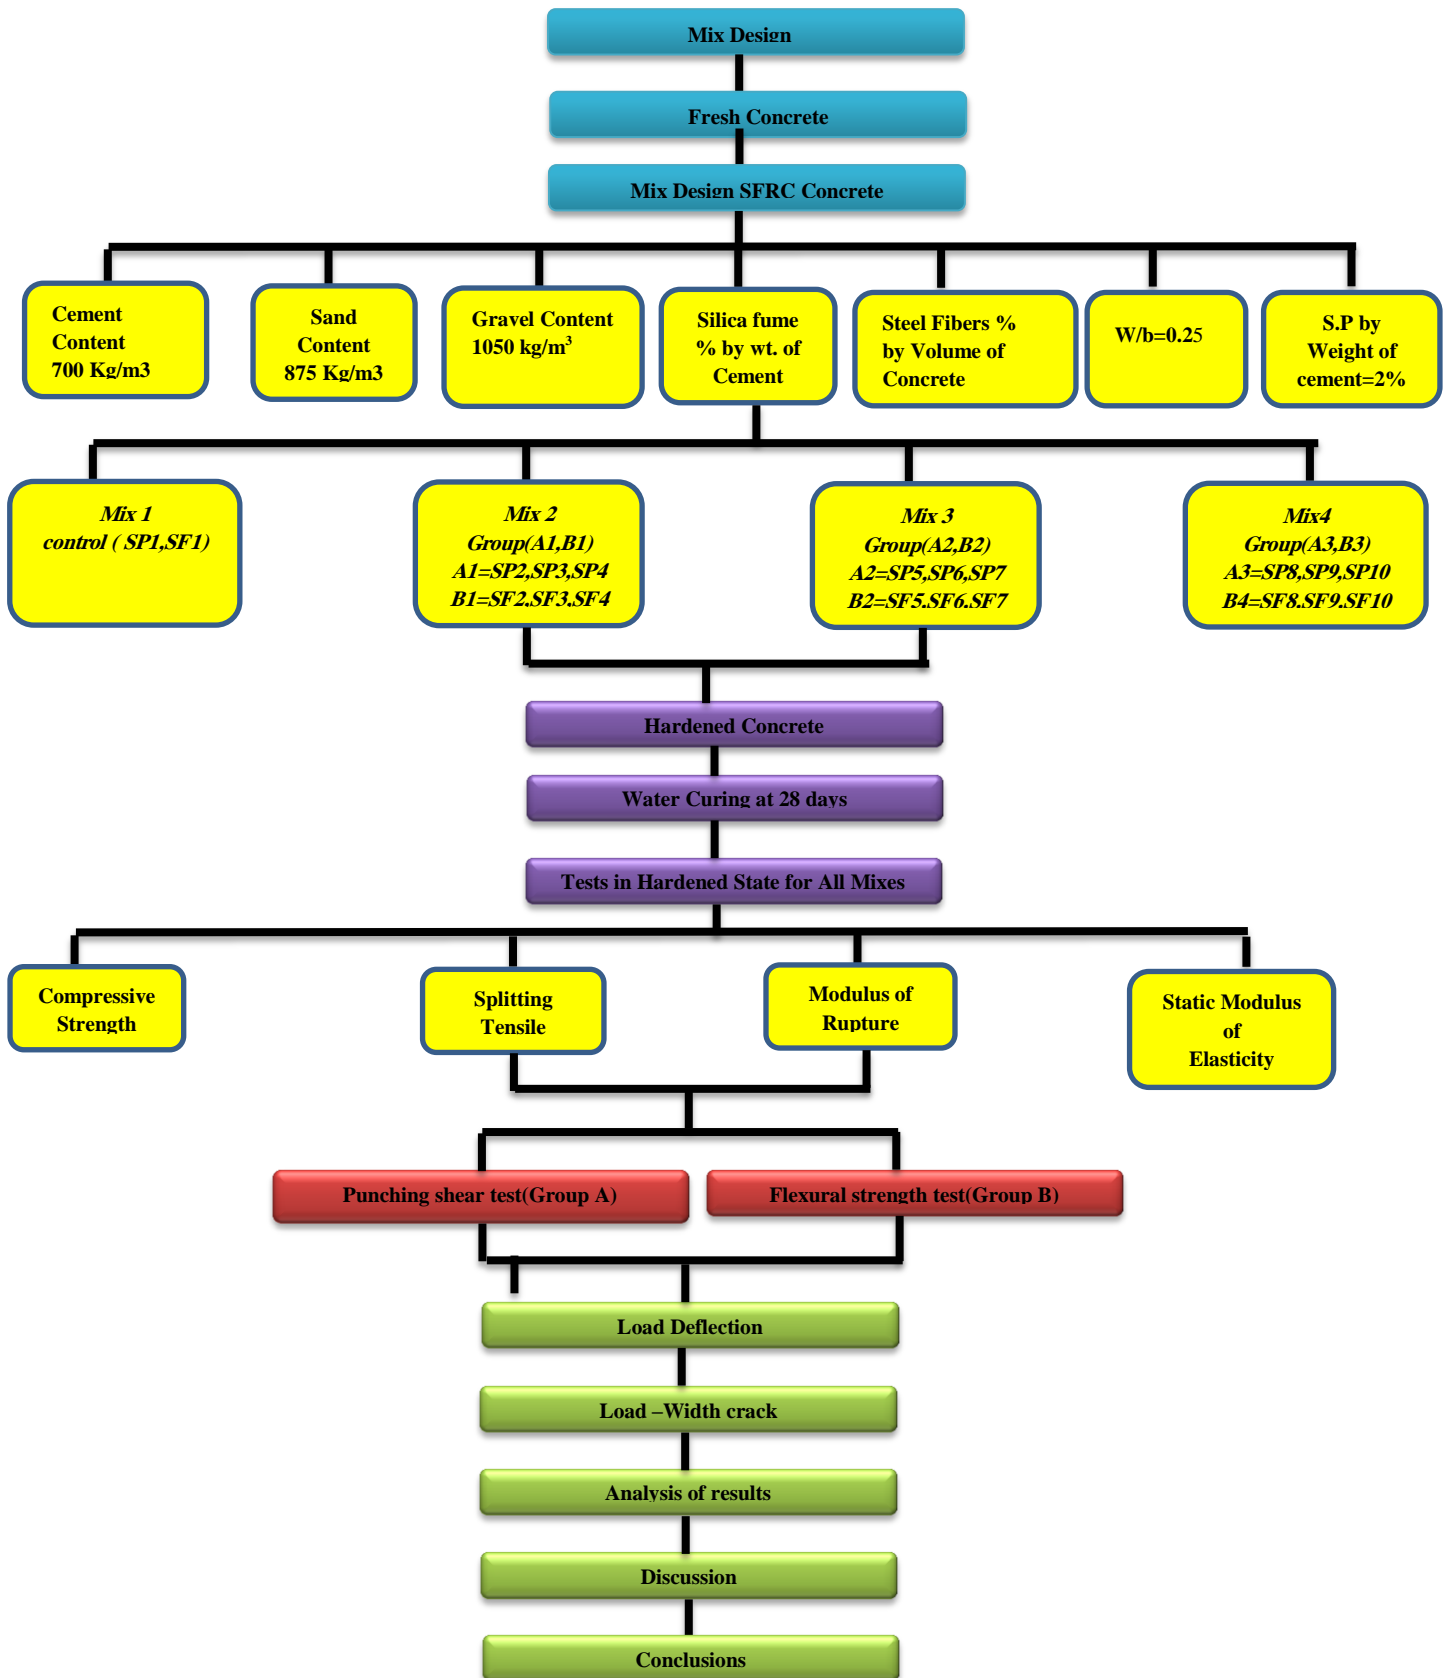 Mix Design
Fresh Concrete
Mix Design SFRC Concrete
Cement
Content
700 Kg/m3
Sand
Content
875 Kg/m3
Gravel Content
1050 kg/m³
Silica fume
% by wt. of
Cement
Steel Fibers %
by Volume of
Concrete
W/b=0.25
S.P by
Weight of
cement=2%
Mix 1
control ( SP1,SF1)
Mix 2
Group(A1,B1)
A1=SP2,SP3,SP4
B1=SF2,SF3,SF4
Mix 3
Group(A2,B2)
A2=SP5,SP6,SP7
B2=SF5,SF6,SF7
Mix4
Group(A3,B3)
A3=SP8,SP9,SP10
B4=SF8,SF9,SF10
Hardened Concrete
Water Curing at 28 days
Tests in Hardened State for All Mixes
Compressive
Strength
Splitting
Tensile
Modulus of
Rupture
Static Modulus
of
Elasticity
Punching shear test(Group A)
Flexural strength test(Group B)
Load Deflection
Load –Width crack
Analysis of results
Discussion
Conclusions